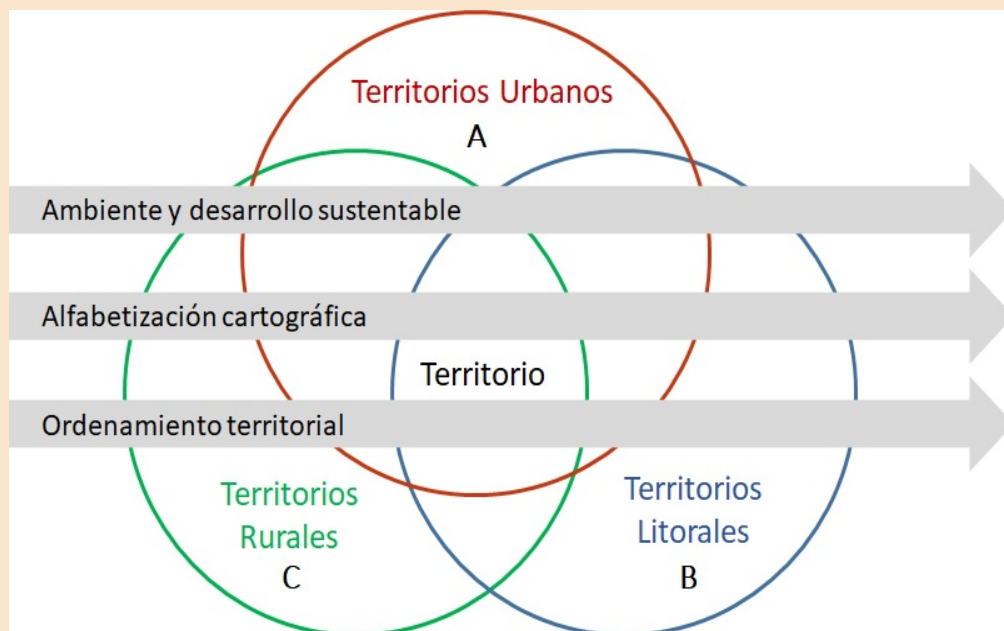 Territorios Urbanos
A
Ambiente y desarrollo sustentable
Alfabetización cartográfica
Territorio
Ordenamiento territorial
Territorios
Rurales
C
Territorios
Litorales
B